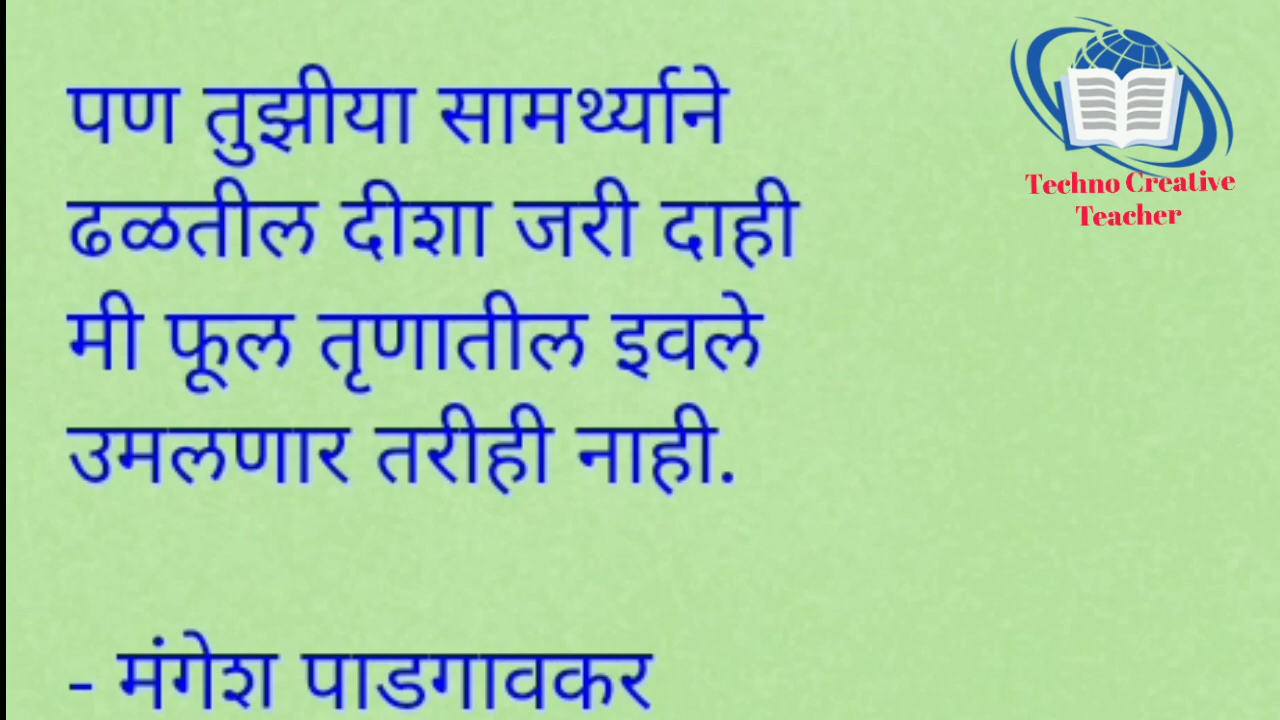 पण तुझीया सामर्थ्याने
ढळतील दीशा जरी दाही
मी फूल तृणातील इवले
उमलणार तरीही नाही.
- मंगेश पाडगावकर
Techno Creative
Teacher